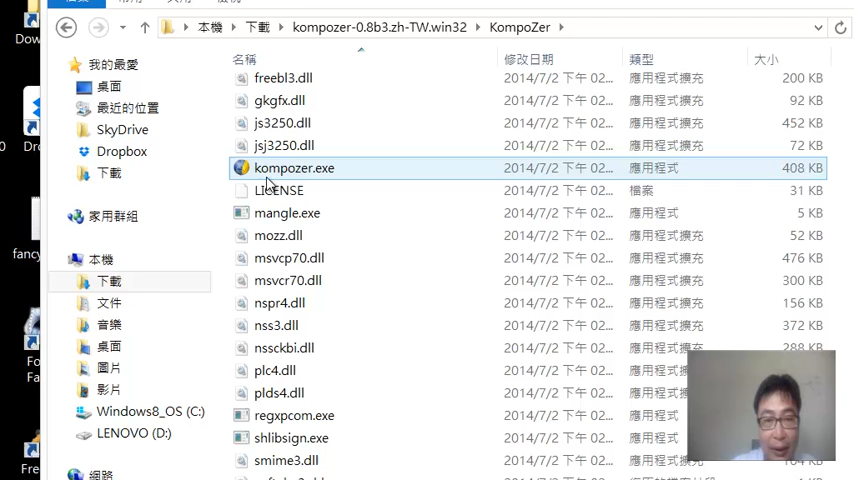 本機 › 下載 › kompozer-0.8b3.zh-TW.win32 › KompoZer ›
名稱 修改日期 類型 大小
我的最愛
桌面
最近的位置
SkyDrive
Dropbox
下載
家用群組
本機
下載
文件
音樂
桌面
圖片
影片
Windows8_OS (C:)
LENOVO (D:)
網路
freebl3.dll 2014/7/2 下午 02... 應用程式擴充 200 KB
gkgfx.dll 2014/7/2 下午 02... 應用程式擴充 92 KB
js3250.dll 2014/7/2 下午 02... 應用程式擴充 452 KB
jsj3250.dll 2014/7/2 下午 02... 應用程式擴充 72 KB
kompozer.exe 2014/7/2 下午 02... 應用程式 408 KB
LICENSE 2014/7/2 下午 02... 檔案 31 KB
mangle.exe 2014/7/2 下午 02... 應用程式 5 KB
mozz.dll 2014/7/2 下午 02... 應用程式擴充 52 KB
msvcp70.dll 2014/7/2 下午 02... 應用程式擴充 476 KB
msvcr70.dll 2014/7/2 下午 02... 應用程式擴充 300 KB
nspr4.dll 2014/7/2 下午 02... 應用程式擴充 156 KB
nss3.dll 2014/7/2 下午 02... 應用程式擴充 372 KB
nssckbi.dll 2014/7/2 下午 02... 應用程式擴充 288 KB
plc4.dll 2014/7/2 下午 02...
plds4.dll 2014/7/2 下午 02...
regxpcom.exe 2014/7/2 下午 02... 應用程式
shlibsign.exe 2014/7/2 下午 02... 應用程式
smime3.dll 2014/7/2 下午 02...